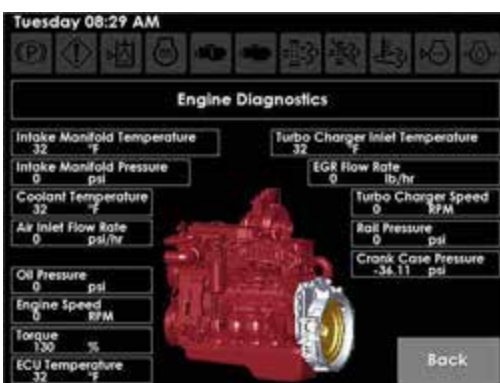 Tuesday 08:29 AM
(P)
Engine Diagnostics
Intake Manifold Temperature
32 °F
Intake Manifold Pressure
0 psi
Coolant Temperature
32 °F
Air Inlet Flow Rate
0 psi/hr
Oil Pressure
0 psi
Engine Speed
0 RPM
Torque
130 %
ECU Temperature
32 °F
Turbo Charger Inlet Temperature
32 °F
EGR Flow Rate
0 lb/hr
Turbo Charger Speed
0 RPM
Rail Pressure
0 psi
Crank Case Pressure
-36.11 psi
Back